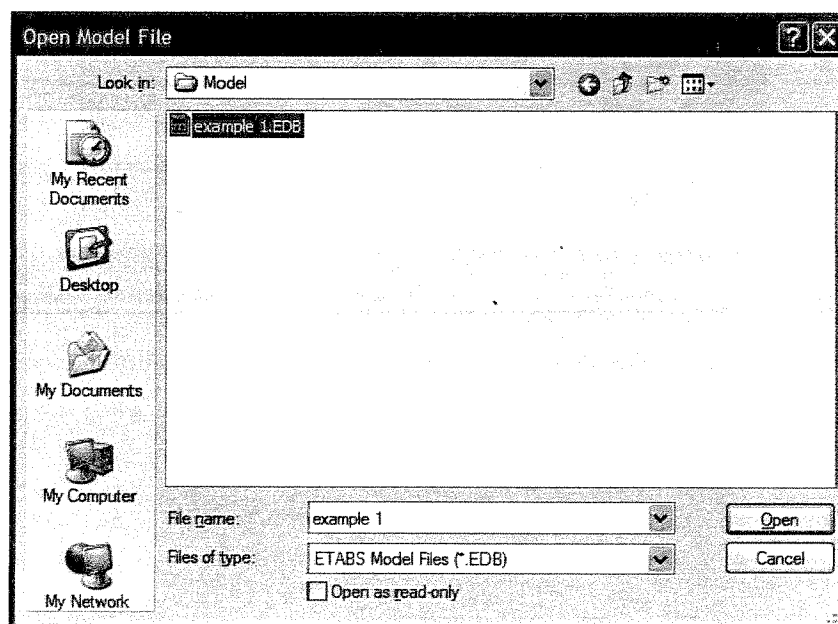 Open Model File
Look in: Model
example 1.EDB
My Recent
Documents
Desktop
My Documents
My Computer
My Network
File name: example 1 Open
Files of type: ETABS Model Files (*.EDB) Cancel
Open as read-only